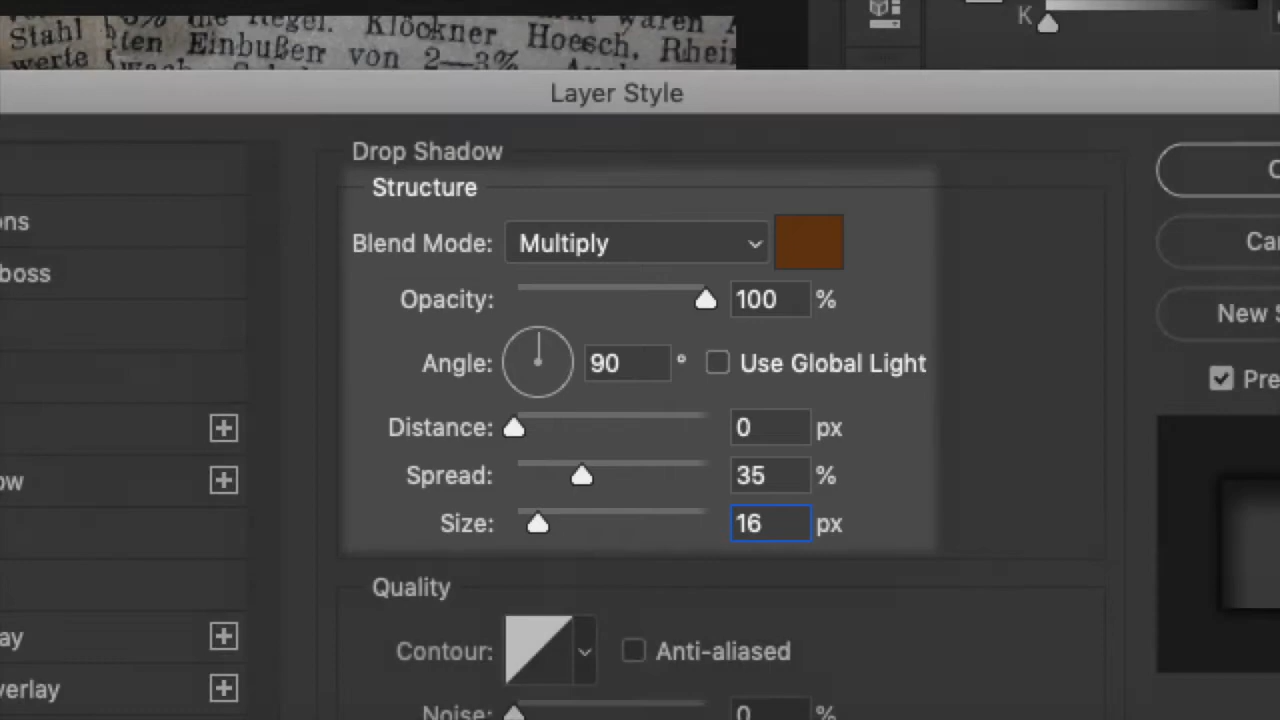 Stahl
ten Einbußen Klöckner Hoesch, Rhein
werte von 2—3%
K
Layer Style
Drop Shadow
Structure
ons
Blend Mode: Multiply
boss
Opacity: 100 %
New
Angle: 90 ° Use Global Light
Pre
Distance: 0 px
Spread: 35 %
ow
Size: 16 px
Quality
ay
Contour: Anti-aliased
verlay
Noise: 0 %